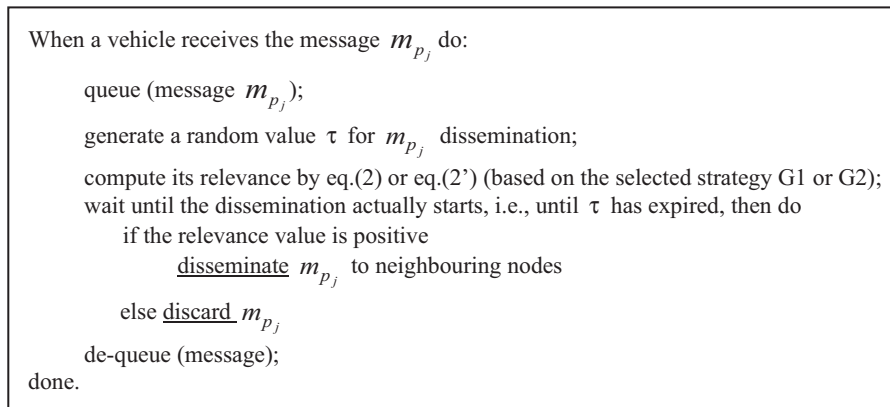 When a vehicle receives the message m_{p_j} do:
queue (message m_{p_j});
generate a random value τ for m_{p_j} dissemination;
compute its relevance by eq.(2) or eq.(2’) (based on the selected strategy G1 or G2);
wait until the dissemination actually starts, i.e., until τ has expired, then do
if the relevance value is positive
disseminate m_{p_j} to neighbouring nodes
else discard m_{p_j}
de-queue (message);
done.